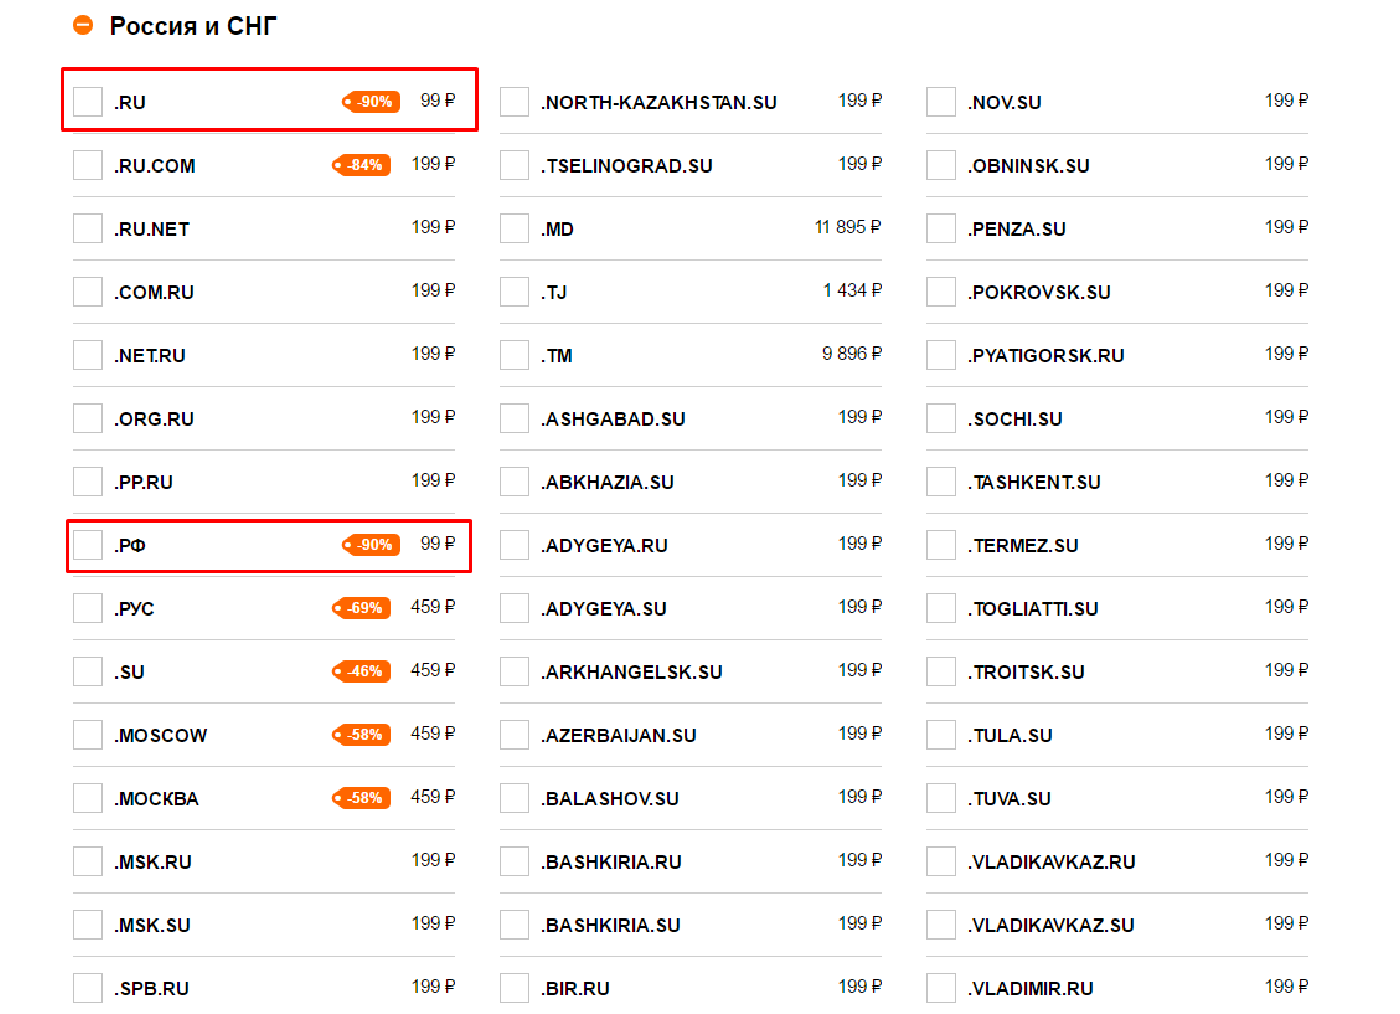 Россия и СНГ
.RU -90% 99 ₽
.RU.COM -84% 199 ₽
.RU.NET 199 ₽
.COM.RU 199 ₽
.NET.RU 199 ₽
.ORG.RU 199 ₽
.PP.RU 199 ₽
.РФ -90% 99 ₽
.РУС -69% 459 ₽
.SU -46% 459 ₽
.MOSCOW -58% 459 ₽
.МОСКВА -58% 459 ₽
.MSK.RU 199 ₽
.MSK.SU 199 ₽
.SPB.RU 199 ₽
.NORTH-KAZAKHSTAN.SU 199 ₽
.TSELINOGRAD.SU 199 ₽
.MD 11 895 ₽
.TJ 1 434 ₽
.TM 9 896 ₽
.ASHGABAD.SU 199 ₽
.ABKHAZIA.SU 199 ₽
.ADYGEYA.RU 199 ₽
.ADYGEYA.SU 199 ₽
.ARKHANGELSK.SU 199 ₽
.AZERBAIJAN.SU 199 ₽
.BALASHOV.SU 199 ₽
.BASHKIRIA.RU 199 ₽
.BASHKIRIA.SU 199 ₽
.BIR.RU 199 ₽
.NOV.SU 199 ₽
.OBNINSK.SU 199 ₽
.PENZA.SU 199 ₽
.POKROVSK.SU 199 ₽
.PYATIGORSK.RU 199 ₽
.SOCHI.SU 199 ₽
.TASHKENT.SU 199 ₽
.TERMEZ.SU 199 ₽
.TOGLIATTI.SU 199 ₽
.TROITSK.SU 199 ₽
.TULA.SU 199 ₽
.TUVA.SU 199 ₽
.VLADIKAVKAZ.RU 199 ₽
.VLADIKAVKAZ.SU 199 ₽
.VLADIMIR.RU 199 ₽